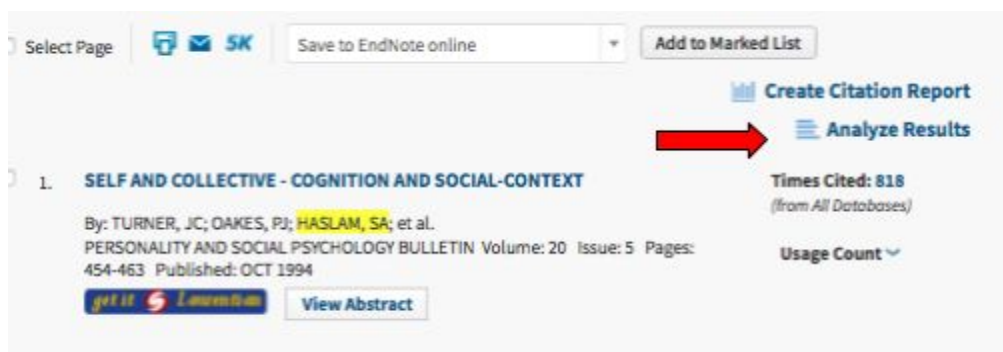 Select Page 5K Save to EndNote online Add to Marked List
Create Citation Report
Analyze Results
1. SELF AND COLLECTIVE - COGNITION AND SOCIAL-CONTEXT Times Cited: 818
(from All Databases)
By: TURNER, JC; OAKES, PJ; HASLAM, SA; et al.
PERSONALITY AND SOCIAL PSYCHOLOGY BULLETIN Volume: 20 Issue: 5 Pages:
454-463 Published: OCT 1994
Usage Count
get it Laurentian View Abstract